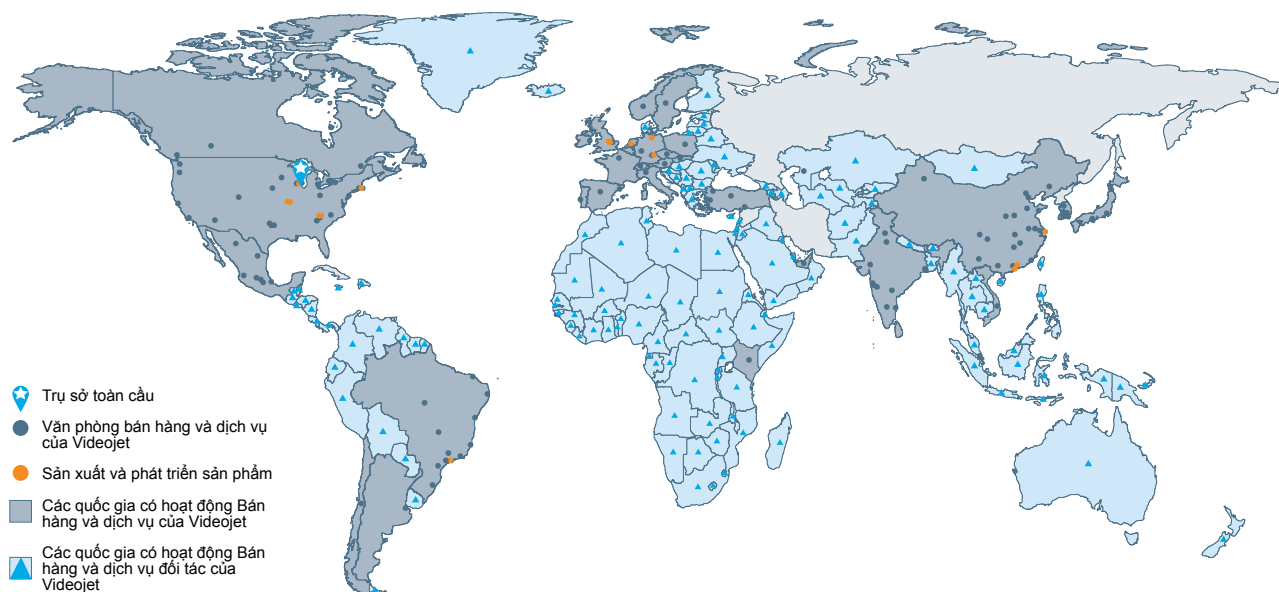 Trụ sở toàn cầu
Văn phòng bán hàng và dịch vụ
của Videojet
Sản xuất và phát triển sản phẩm
Các quốc gia có hoạt động Bán
hàng và dịch vụ của Videojet
Các quốc gia có hoạt động Bán
hàng và dịch vụ đối tác của
Videojet